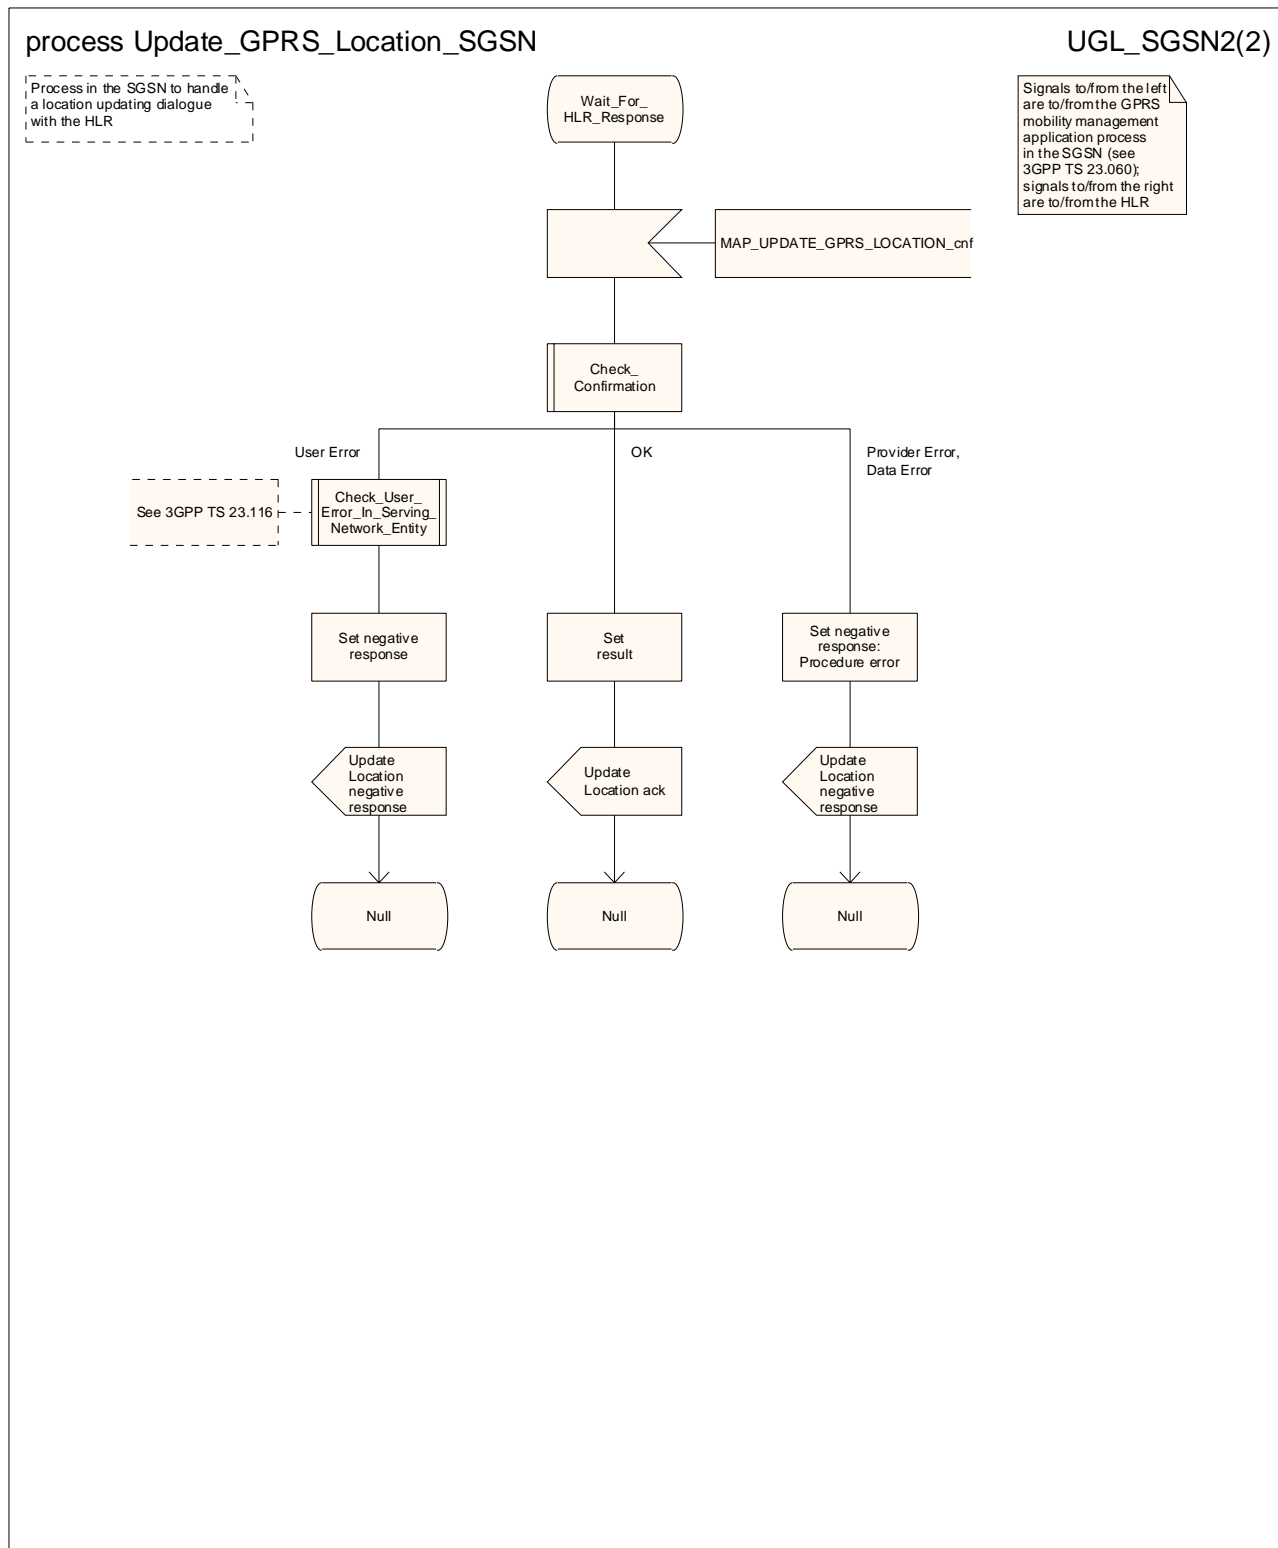 process Update_GPRS_Location_SGSN
UGL_SGSN2(2)
Process in the SGSN to handle
a location updating dialogue
with the HLR
Wait_For_
HLR_Response
Signals to/from the left
are to/from the GPRS
mobility management
application process
in the SGSN (see
3GPP TS 23.060);
signals to/from the right
are to/from the HLR
MAP_UPDATE_GPRS_LOCATION_cnf
Check_
Confirmation
User Error
OK
Provider Error,
Data Error
See 3GPP TS 23.116
Check_User_
Error_In_Serving_
Network_Entity
Set negative
response
Set
result
Set negative
response:
Procedure error
Update
Location
negative
response
Update
Location ack
Update
Location
negative
response
Null
Null
Null